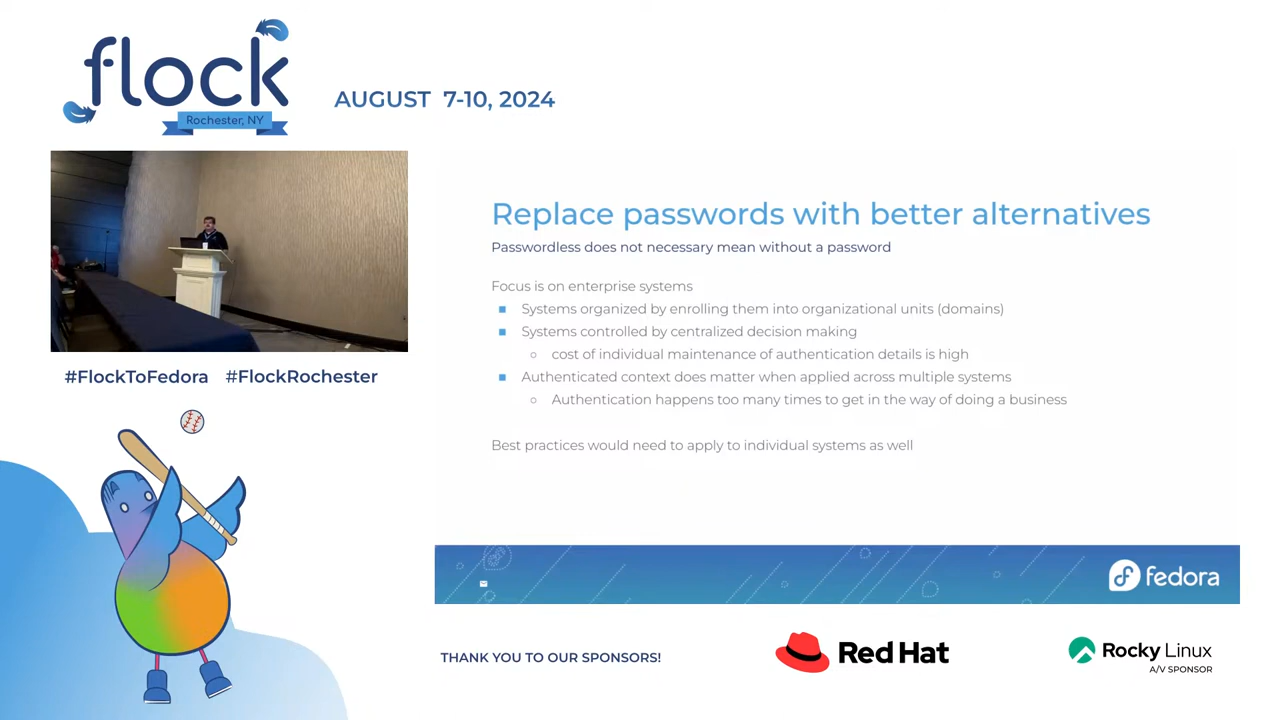 flock
Rochester, NY
AUGUST 7-10, 2024
#FlockToFedora #FlockRochester
Replace passwords with better alternatives
Passwordless does not necessary mean without a password
Focus is on enterprise systems
Systems organized by enrolling them into organizational units (domains)
Systems controlled by centralized decision making
cost of individual maintenance of authentication details is high
Authenticated context does matter when applied across multiple systems
Authentication happens too many times to get in the way of doing a business
Best practices would need to apply to individual systems as well
fedora
THANK YOU TO OUR SPONSORS!
Red Hat
Rocky Linux
A/V SPONSOR